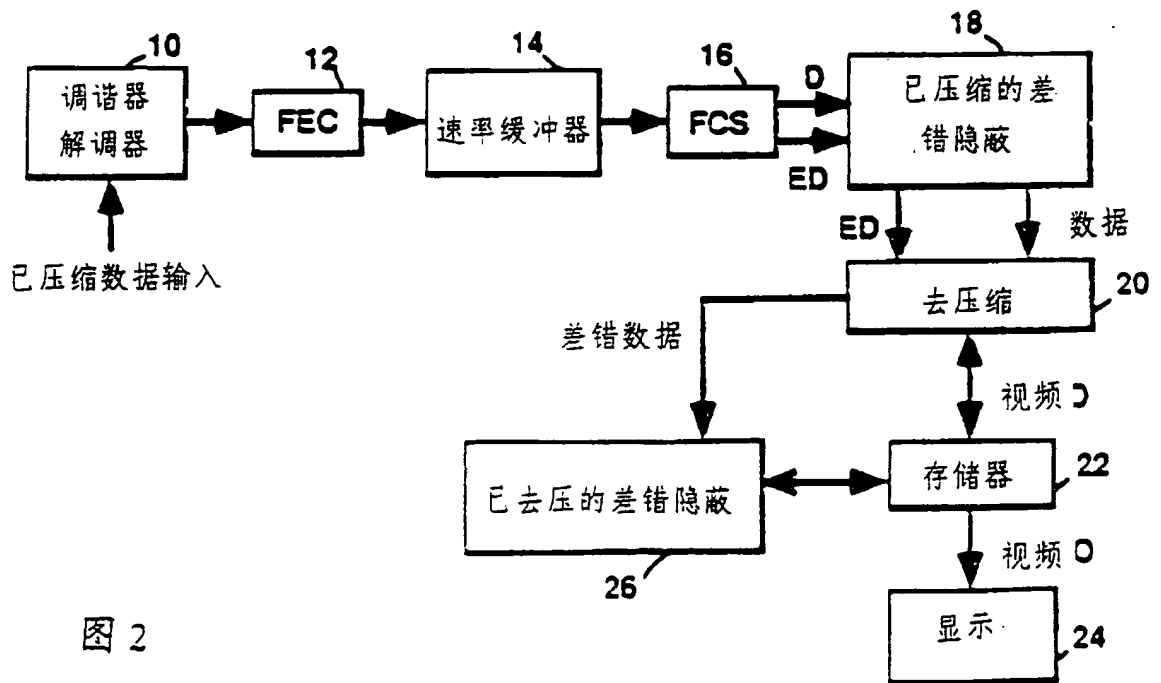 10
调谐器
解调器
已压缩数据输入
12
FEC
14
速率缓冲器
16
FCS
D
ED
18
已压缩的差
错隐蔽
ED
数据
去压缩
20
差错数据
视频 D
已去压的差错隐蔽
26
存储器
22
视频 D
显示
24
图 2